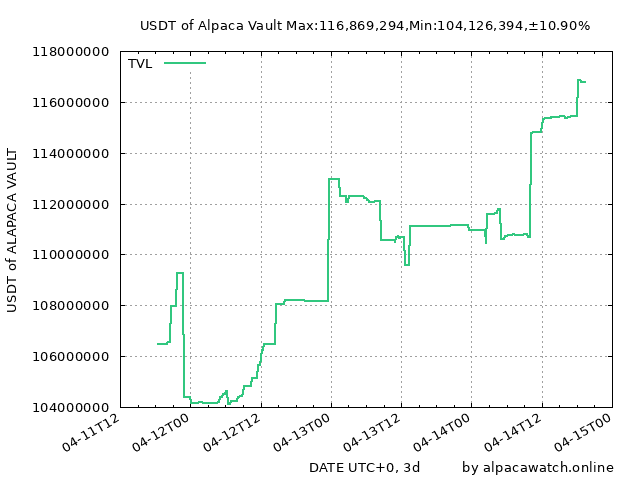 USDT of Alpaca Vault Max:116,869,294,Min:104,126,394,±10.90%
118000000
TVL
116000000
114000000
112000000
110000000
108000000
106000000
104000000
USDT of ALAPACA VAULT
04-11T12
04-12T00
04-12T12
04-13T00
04-13T12
04-14T00
04-14T12
04-15T00
DATE UTC+0, 3d
by alpacawatch.online